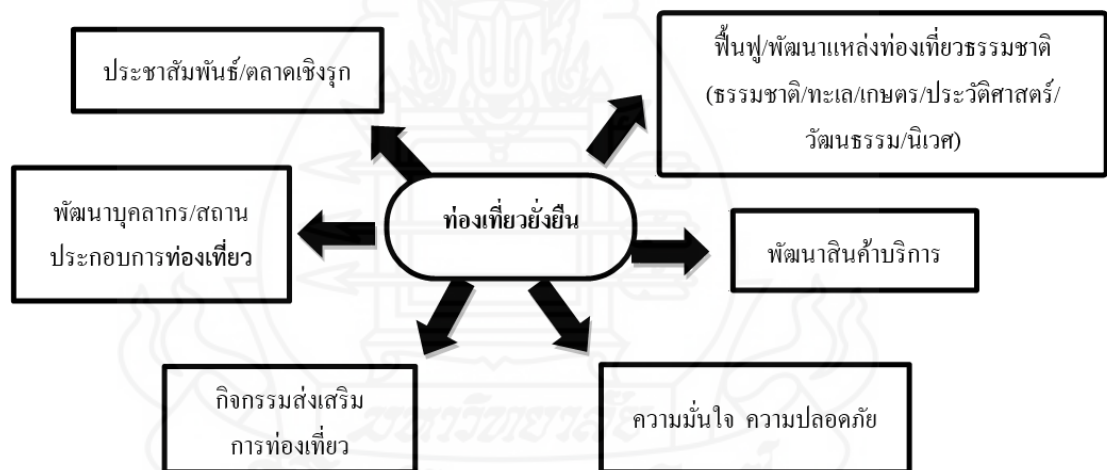 ประชาสัมพันธ์/ตลาดเชิงรุก
ฟื้นฟู/พัฒนาแหล่งท่องเที่ยวธรรมชาติ
(ธรรมชาติ/ทะเล/เกษตร/ประวัติศาสตร์/
วัฒนธรรม/นิเวศ)
พัฒนาบุคลากร/สถาน
ประกอบการท่องเที่ยว
ท่องเที่ยวยั่งยืน
พัฒนาสินค้าบริการ
กิจกรรมส่งเสริม
การท่องเที่ยว
ความมั่นใจ ความปลอดภัย